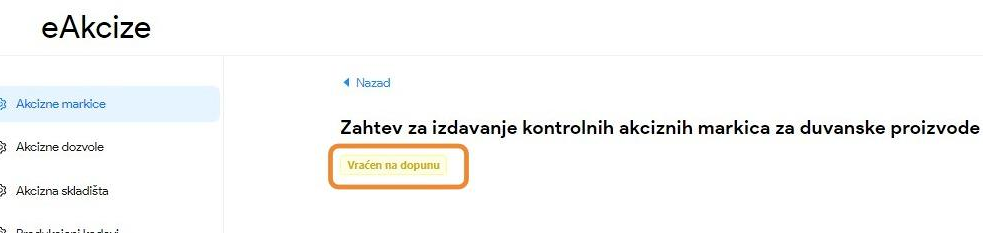 eAkcize
Nazad
Akcizne markice
Zahtev za izdavanje kontrolnih akciznih markica za duvanske proizvode
Akcizne dozvole
Vraćen na dopunu
Akcizna skladišta